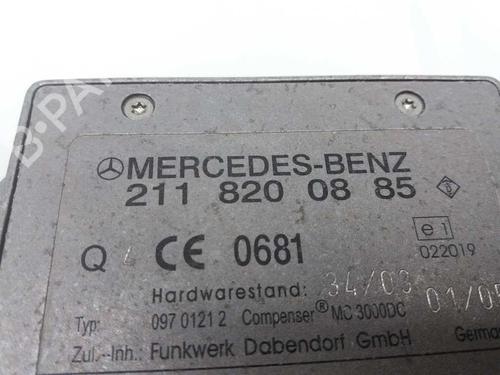 MERCEDES-BENZ
211 820 08 85
Q CE 0681 e1
022019
Hardwarestand: 34/03 01/05
Typ: 097 0121 2 Compenser® MC 3000DC
Zul.-Inh.: Funkwerk Dabendorf GmbH Germa